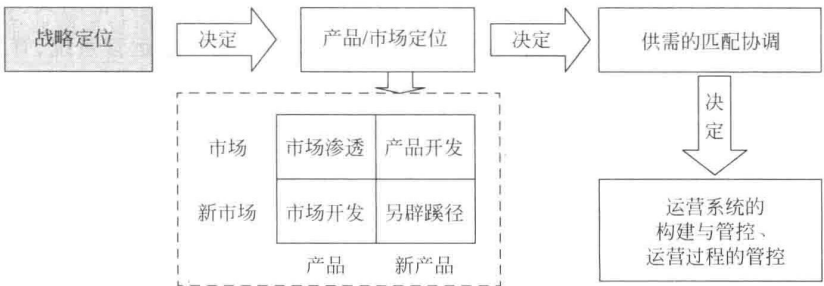 战略定位
决定
产品/市场定位
决定
供需的匹配协调
决
定
市场
市场渗透
产品开发
新市场
市场开发
另辟蹊径
产品
新产品
运营系统的
构建与管控、
运营过程的管控